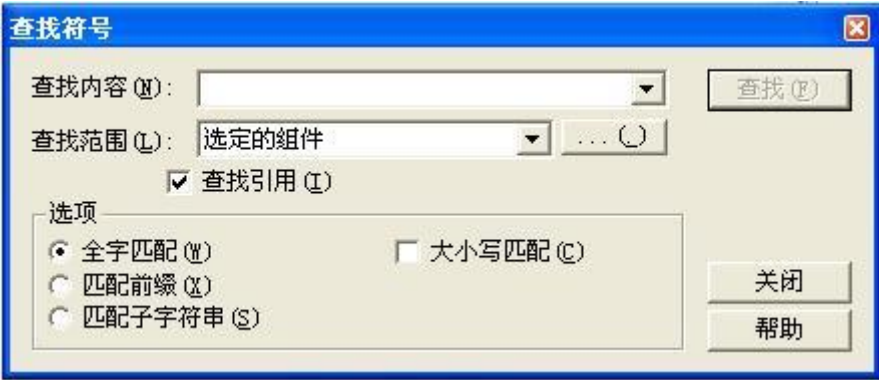 查找符号
查找内容(N):
查找(F)
查找范围(L): 选定的组件 ...(_)
查找引用(I)
选项
全字匹配(W) 大小写匹配(C)
匹配前缀(X)
匹配子字符串(S)
关闭
帮助